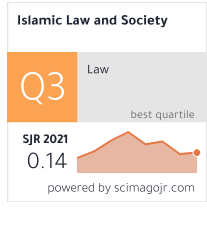 Islamic Law and Society
Q3
Law
best quartile
SJR 2021
0.14
powered by scimagojr.com